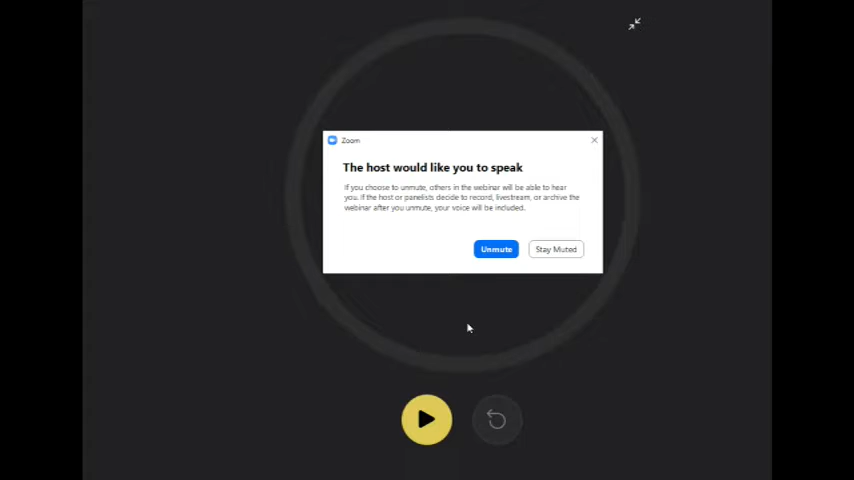 Zoom
The host would like you to speak
If you choose to unmute, others in the webinar will be able to hear
you. If the host or panelists decide to record, livestream, or archive the
webinar after you unmute, your voice will be included.
Unmute Stay Muted